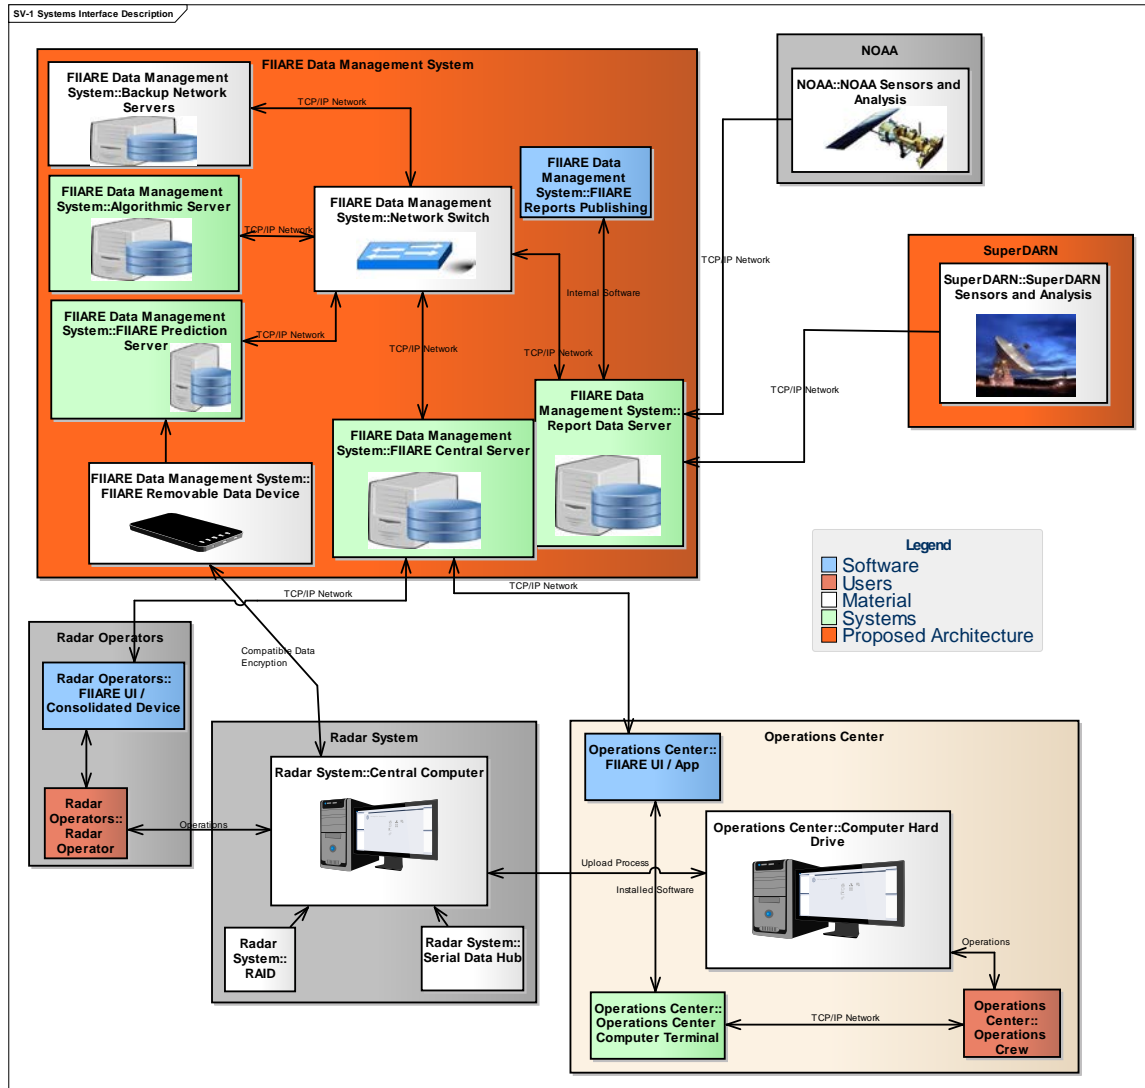 SV-1 Systems Interface Description
FIIARE Data Management System
FIIARE Data Management
System::Backup Network
Servers
TCP/IP Network
FIIARE Data Management
System::Algorithmic Server
TCP/IP Network
FIIARE Data Management
System::Network Switch
FIIARE Data
Management
System::FIIARE
Reports Publishing
Internal Software
FIIARE Data Management
System::FIIARE Prediction
Server
TCP/IP Network
TCP/IP Network
TCP/IP Network
FIIARE Data
Management System::
Report Data Server
FIIARE Data Management
System::FIIARE Central Server
FIIARE Data Management System::
FIIARE Removable Data Device
NOAA
NOAA::NOAA Sensors and
Analysis
TCP/IP Network
SuperDARN
SuperDARN::SuperDARN
Sensors and Analysis
TCP/IP Network
Legend
Software
Users
Material
Systems
Proposed Architecture
TCP/IP Network
TCP/IP Network
Compatible Data
Encryption
Radar Operators
Radar Operators::
FIIARE UI /
Consolidated Device
Radar
Operators::
Radar
Operator
Operations
Radar System
Radar System::Central Computer
Radar
System::
RAID
Radar System::
Serial Data Hub
Upload Process
Installed Software
Operations Center
Operations Center::
FIIARE UI / App
Operations Center::Computer Hard
Drive
Operations
Operations Center::
Operations Center
Computer Terminal
TCP/IP Network
Operations
Center::
Operations
Crew